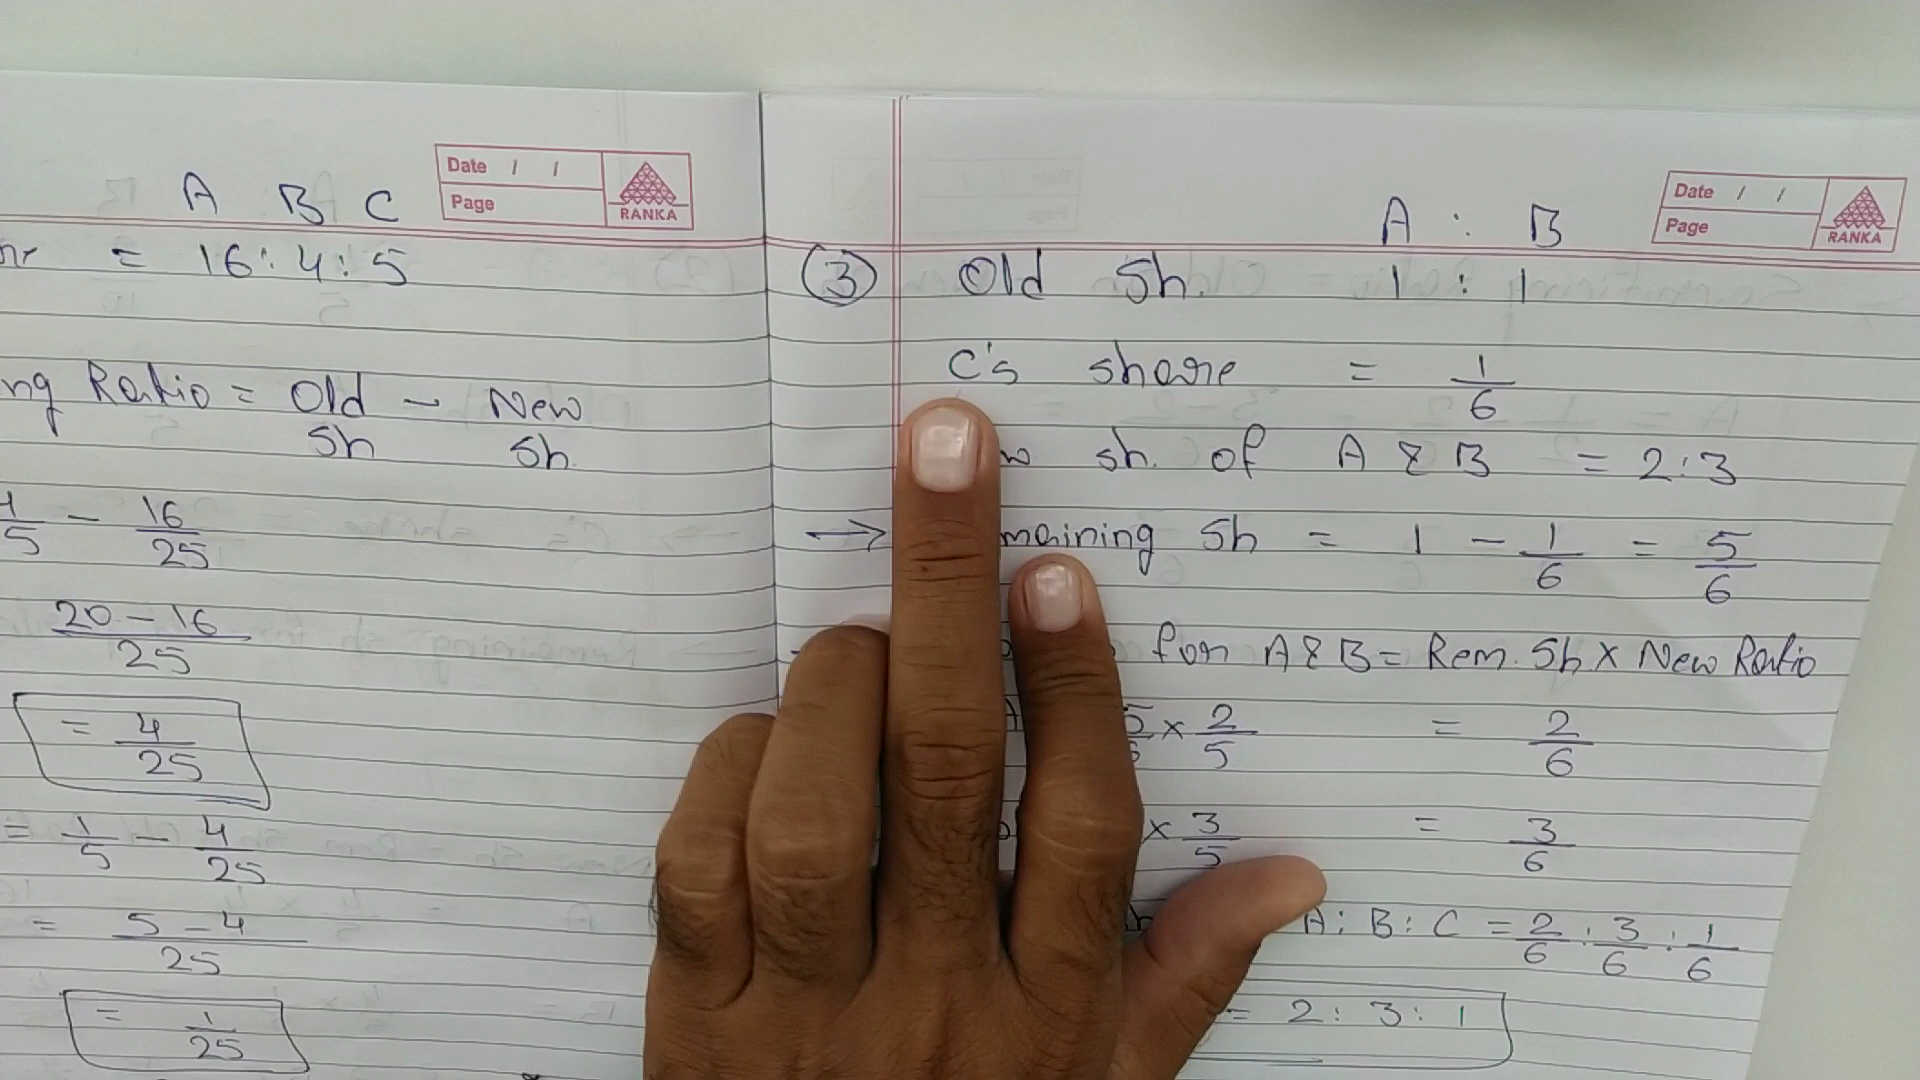 Date / /
Page
RANKA
A B C
= 16 : 4 : 5
ng Ratio = Old - New
Sh Sh.
- 16/25
20 - 16
25
= 4/25
= 1/5 - 4/25
= 5 - 4
25
= 1/25
Date / /
Page
RANKA
A : B
(3) Old Sh. 1 : 1
C's share = 1/6
sh. of A & B = 2:3
→ maining Sh = 1 - 1/6 = 5/6
for A & B = Rem. Sh x New Ratio
x 2/5 = 2/6
x 3/5 = 3/6
A : B : C = 2/6 : 3/6 : 1/6
= 2 : 3 : 1